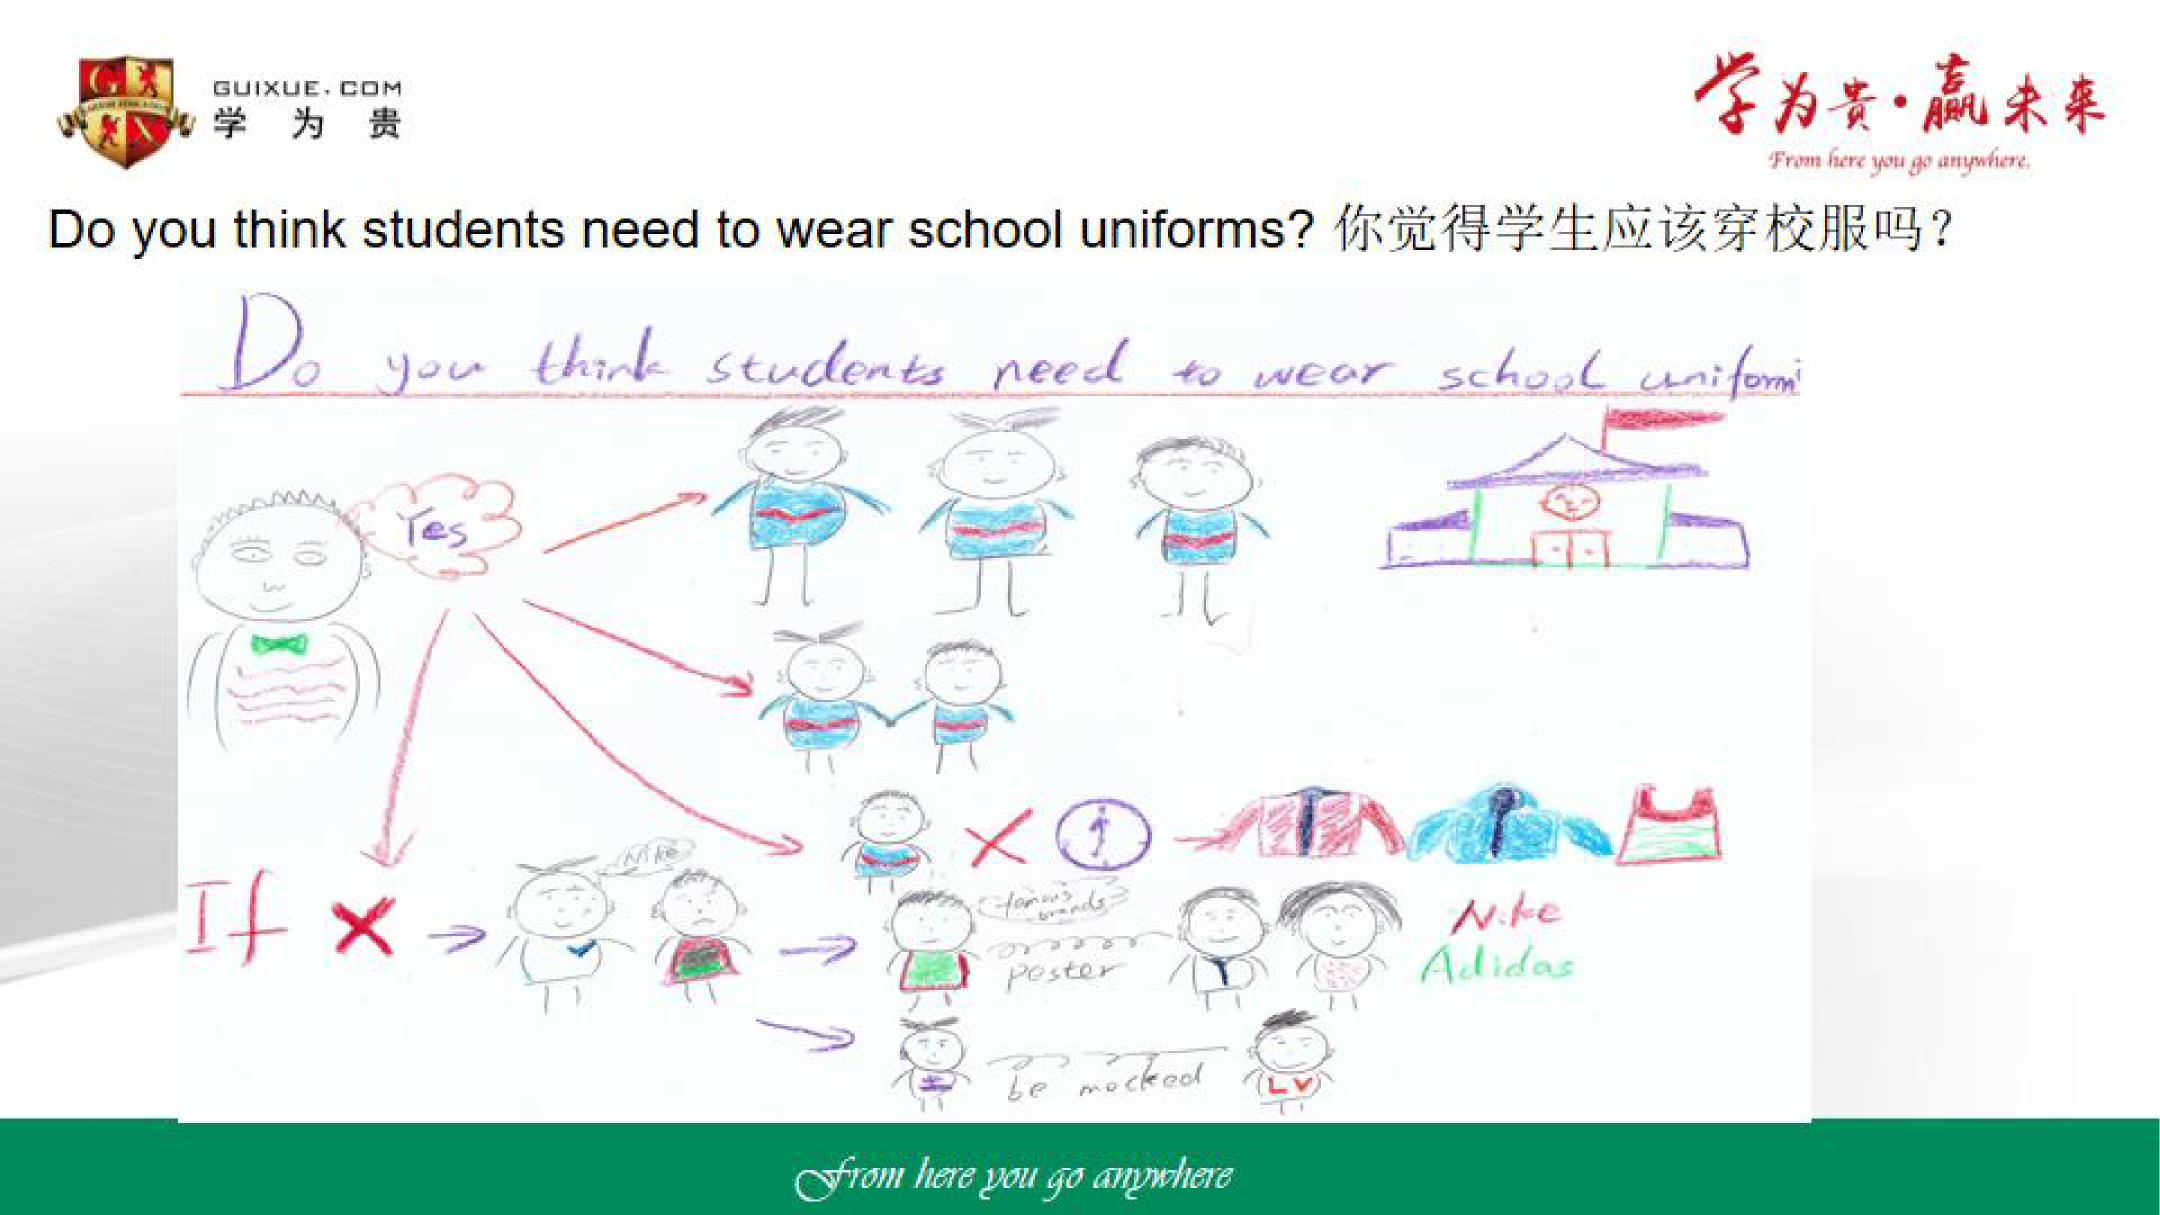 GUIXUE.COM
学为贵
学为贵·赢未来
From here you go anywhere.
Do you think students need to wear school uniforms? 你觉得学生应该穿校服吗?
Do you think students need to wear school uniform
Yes
Nike
If
famous
brands
poster
Nike
Adidas
be mocked
LV
From here you go anywhere